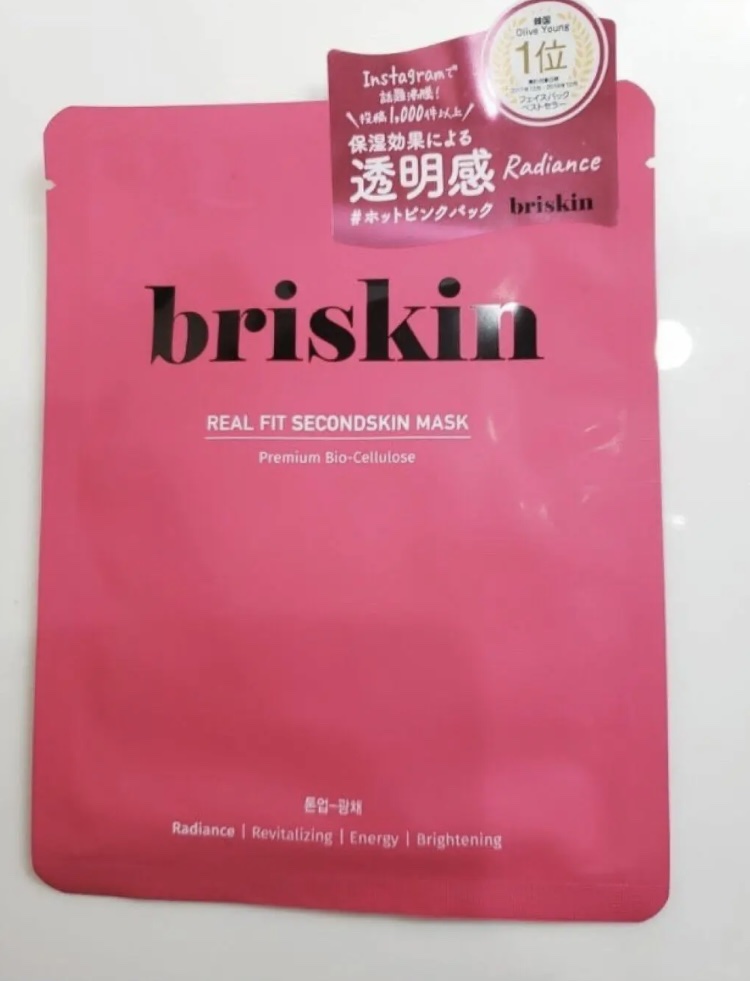 韓国
Olive Young
1位
フェイスパック
ベストセラー
Instagramで
話題沸騰!
\投稿1,000件以上/
保湿効果による
透明感 Radiance
#ホットピンクパック briskin
briskin
REAL FIT SECONDSKIN MASK
Premium Bio-Cellulose
톤업-광채
Radiance | Revitalizing | Energy | Brightening